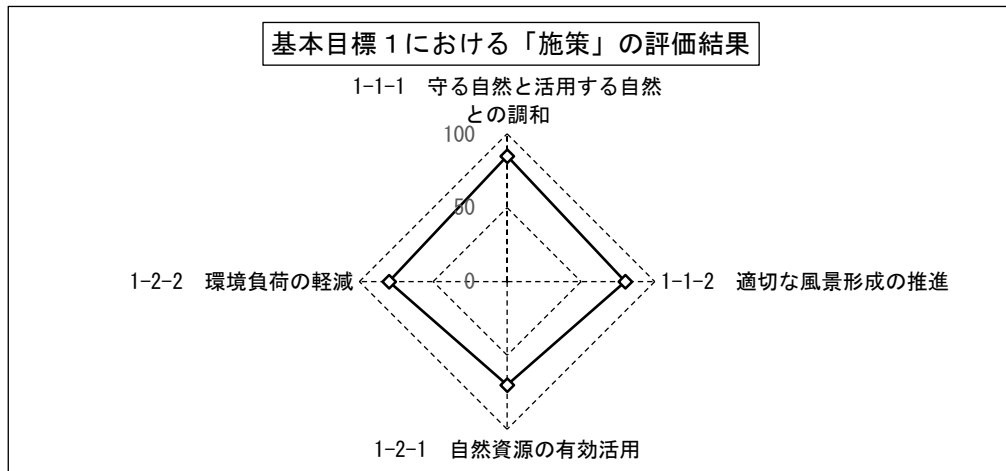 基本目標１における「施策」の評価結果
1-1-1　守る自然と活用する自然
との調和
100
50
1-2-2　環境負荷の軽減
0
1-1-2　適切な風景形成の推進
1-2-1　自然資源の有効活用